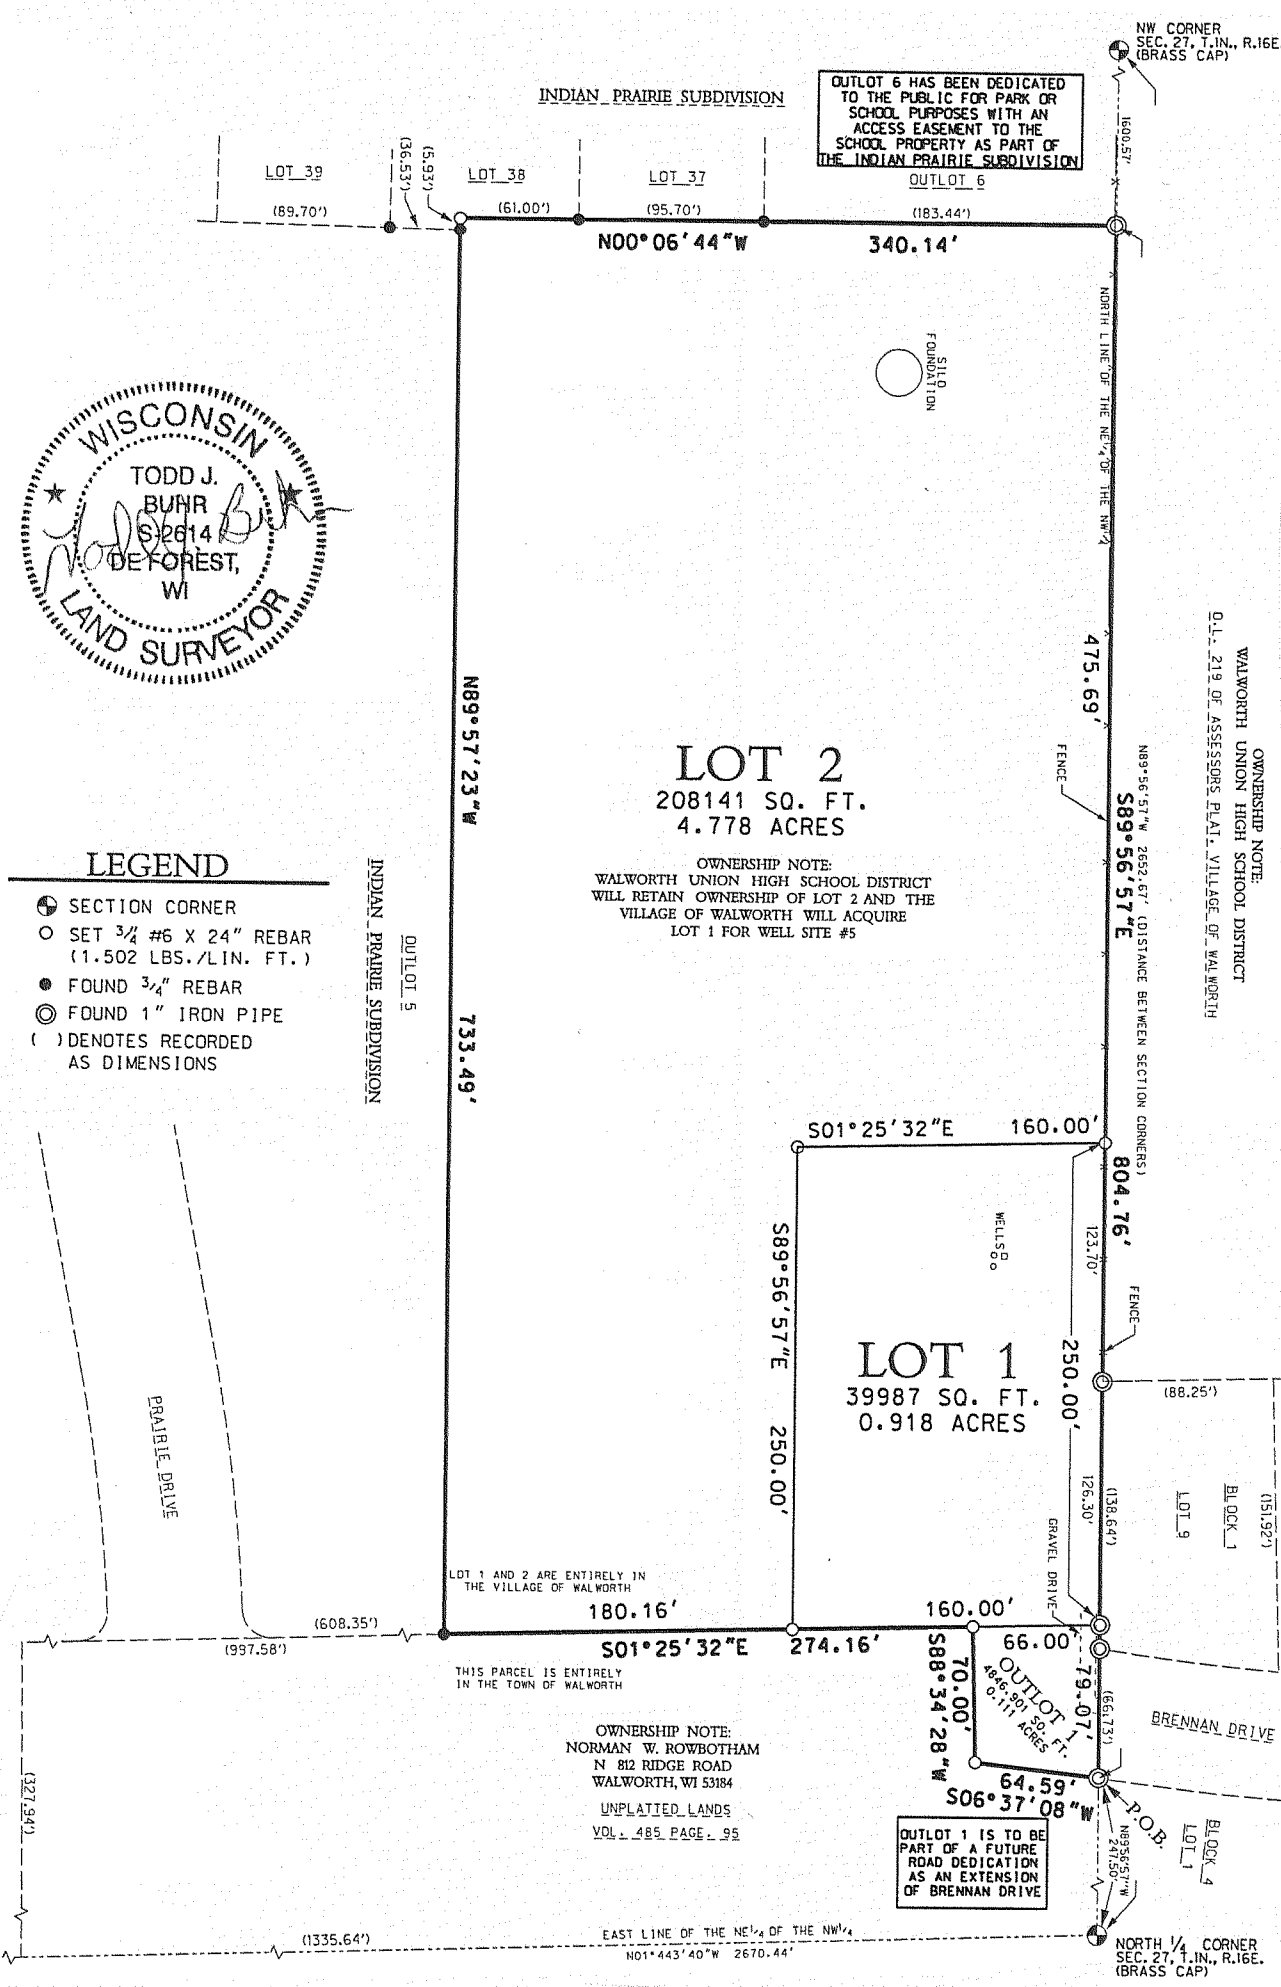 NW CORNER
SEC. 27, T.1N., R.16E
(BRASS CAP)
1600.57'
INDIAN PRAIRIE SUBDIVISION
OUTLOT 6 HAS BEEN DEDICATED
TO THE PUBLIC FOR PARK OR
SCHOOL PURPOSES WITH AN
ACCESS EASEMENT TO THE
SCHOOL PROPERTY AS PART OF
THE INDIAN PRAIRIE SUBDIVISION
LOT 39
(89.70')
(36.53')
(5.93')
LOT 38
(61.00')
LOT 37
(95.70')
OUTLOT 6
(183.44')
N00°06'44"W 340.14'
SILO
FOUNDATION
NORTH LINE OF THE NE1/4 OF THE NW1/4
WISCONSIN
TODD J.
BUHR
S-2614
DEFOREST,
WI
LAND SURVEYOR
475.69'
OWNERSHIP NOTE:
WALWORTH UNION HIGH SCHOOL DISTRICT
O.L. 219 OF ASSESSORS PLAT, VILLAGE OF WALWORTH
N89°57'23"W 733.49'
LOT 2
208141 SQ. FT.
4.778 ACRES
OWNERSHIP NOTE:
WALWORTH UNION HIGH SCHOOL DISTRICT
WILL RETAIN OWNERSHIP OF LOT 2 AND THE
VILLAGE OF WALWORTH WILL ACQUIRE
LOT 1 FOR WELL SITE #5
FENCE
N89°56'57"W 2652.67' (DISTANCE BETWEEN SECTION CORNERS)
S89°56'57"E 804.76'
LEGEND
SECTION CORNER
SET 3/4" #6 X 24" REBAR
(1.502 LBS./LIN. FT.)
FOUND 3/4" REBAR
FOUND 1" IRON PIPE
( ) DENOTES RECORDED
AS DIMENSIONS
OUTLOT 5
INDIAN PRAIRIE SUBDIVISION
S01°25'32"E 160.00'
WELLS
123.70'
FENCE
S89°56'57"E 250.00'
LOT 1
39987 SQ. FT.
0.918 ACRES
250.00'
(88.25')
126.30'
(138.64')
LOT 9
BLOCK 1
(151.92')
GRAVEL DRIVE
PRAIRIE DRIVE
LOT 1 AND 2 ARE ENTIRELY IN
THE VILLAGE OF WALWORTH
180.16'
160.00'
(608.35')
(997.58')
S01°25'32"E 274.16'
66.00'
THIS PARCEL IS ENTIRELY
IN THE TOWN OF WALWORTH
S88°34'28"W
70.00'
OUTLOT 1
4846.901 SQ. FT.
0.111 ACRES
79.07'
(66.73')
BRENNAN DRIVE
OWNERSHIP NOTE:
NORMAN W. ROWBOTHAM
N 812 RIDGE ROAD
WALWORTH, WI 53184
UNPLATTED LANDS
VOL. 485 PAGE. 95
64.59'
S06°37'08"W
P.O.B.
N89°56'57"W
247.50'
BLOCK 4
LOT 1
(327.94')
OUTLOT 1 IS TO BE
PART OF A FUTURE
ROAD DEDICATION
AS AN EXTENSION
OF BRENNAN DRIVE
(1335.64')
EAST LINE OF THE NE1/4 OF THE NW1/4
N01°443'40"W 2670.44'
NORTH 1/4 CORNER
SEC. 27, T.1N., R.16E.
(BRASS CAP)